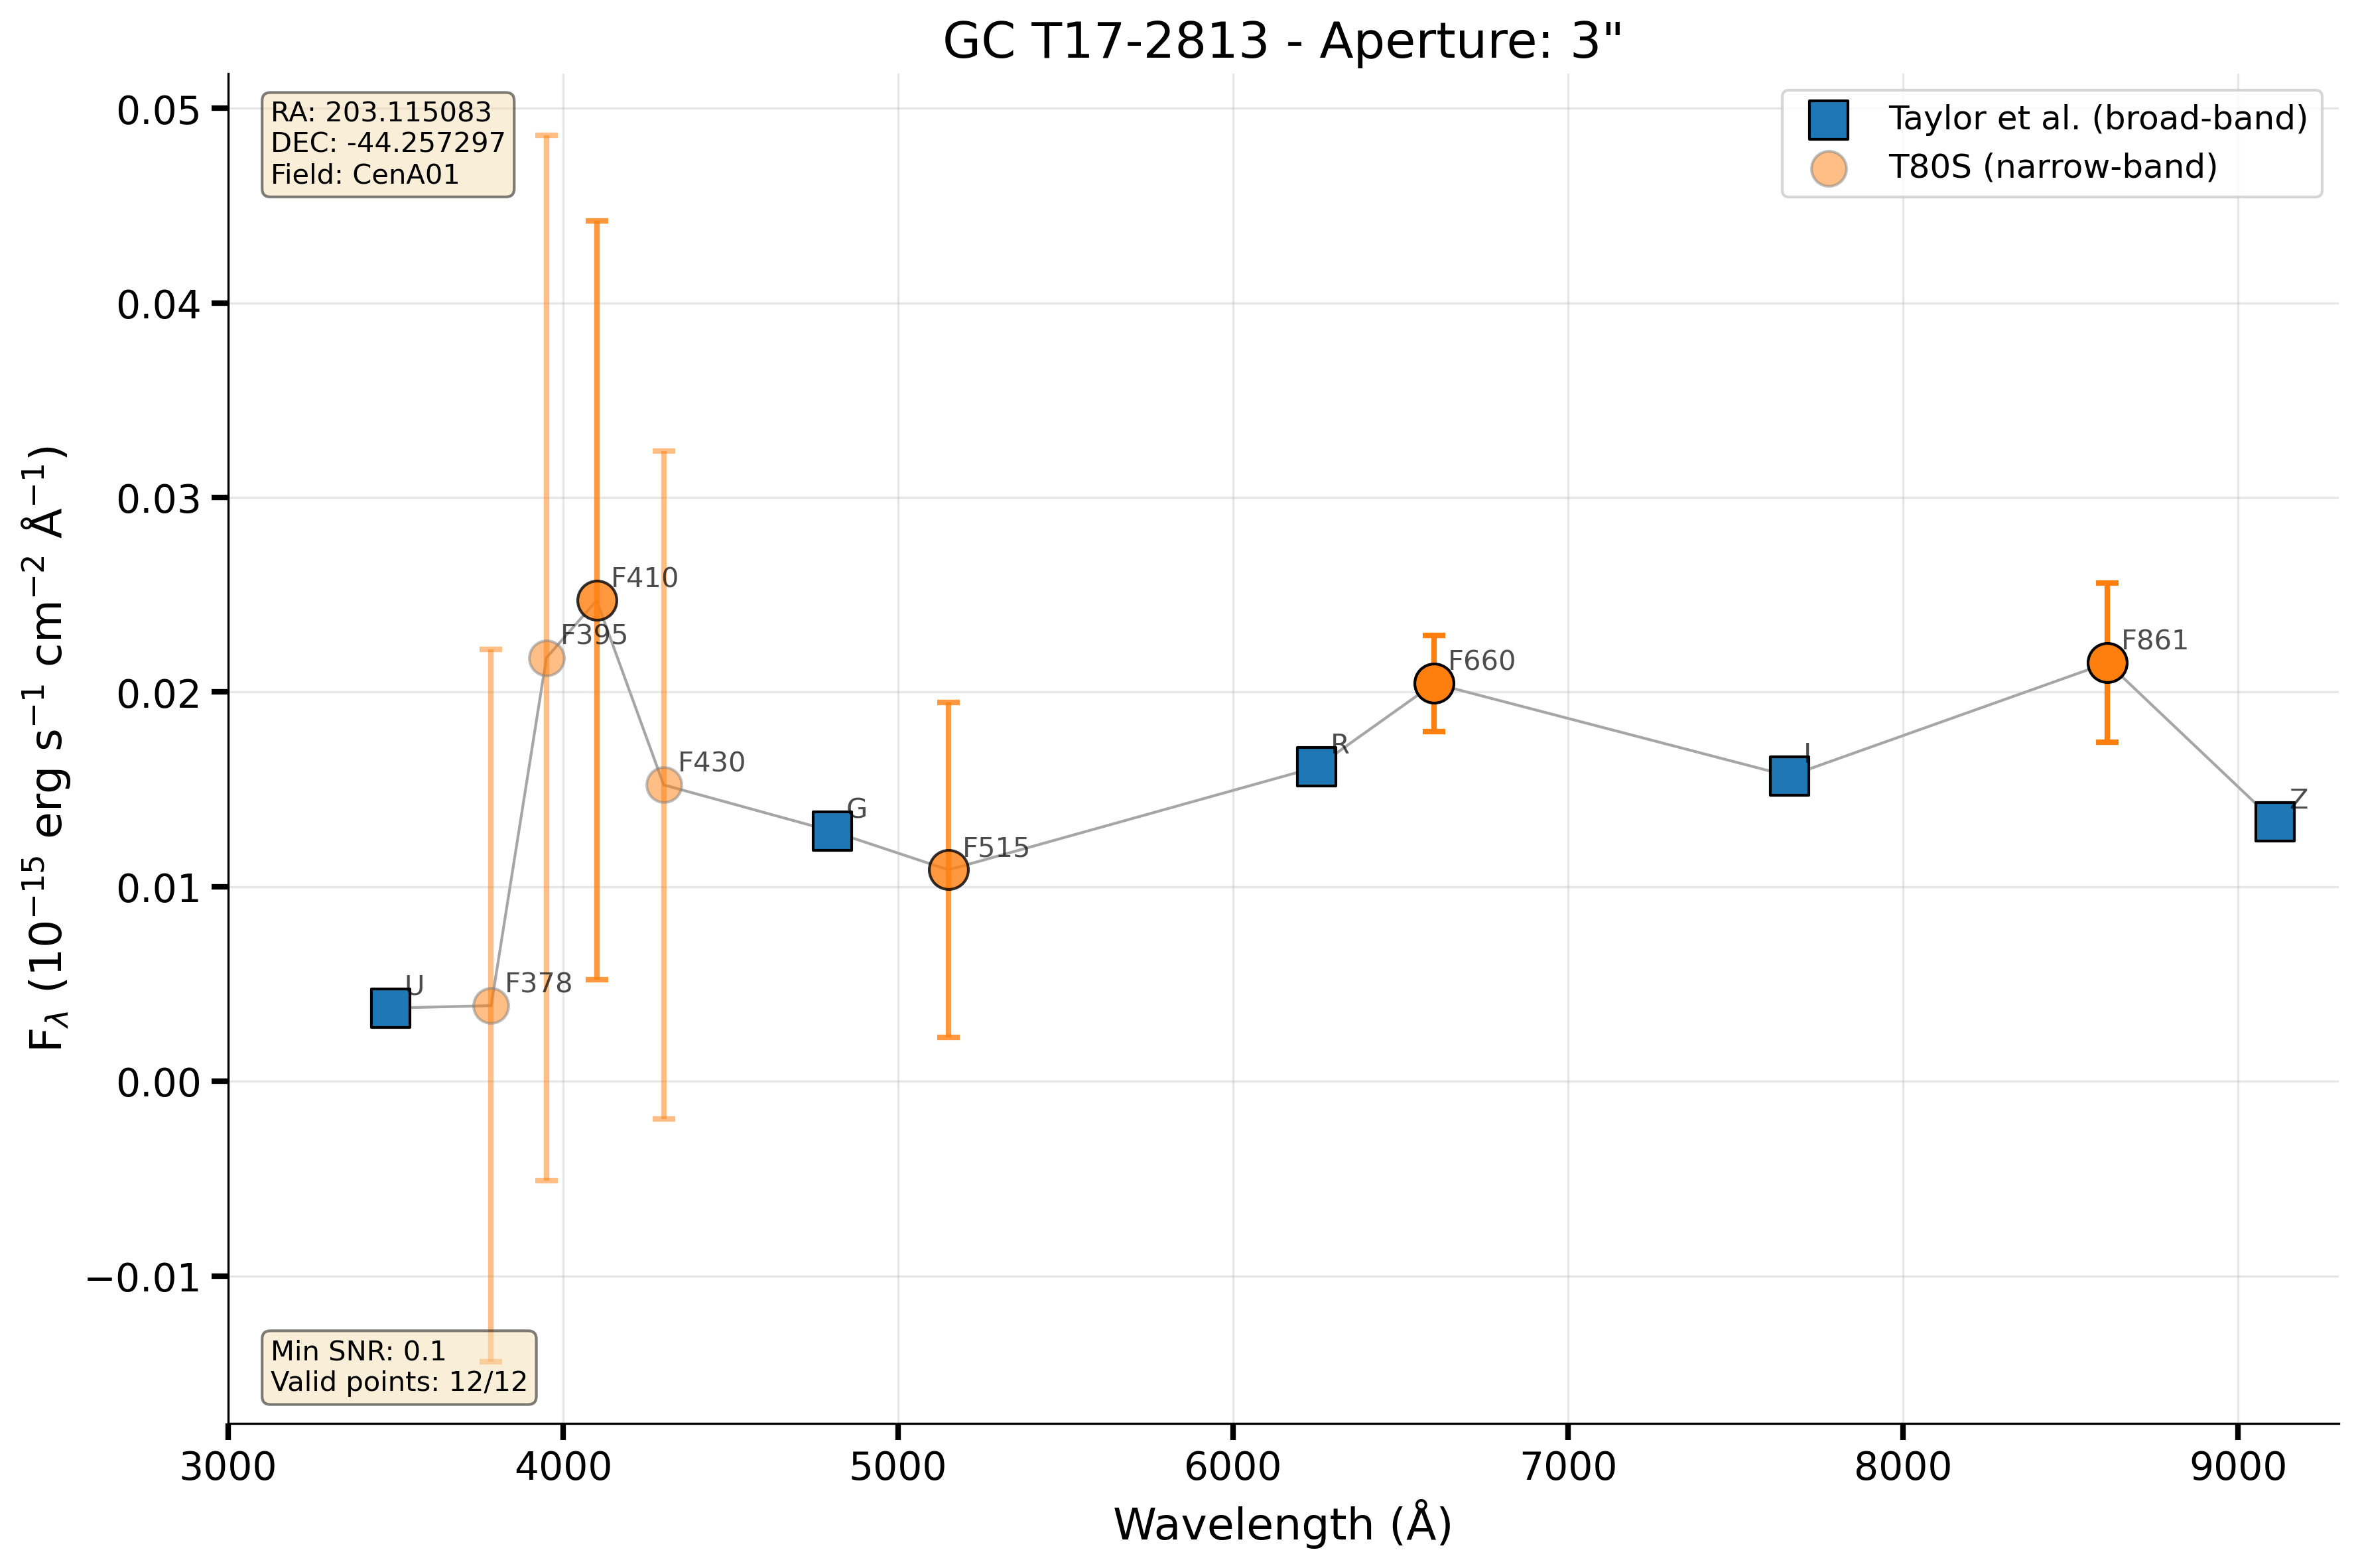 GC T17-2813 - Aperture: 3"
RA: 203.115083
DEC: -44.257297
Field: CenA01
Taylor et al. (broad-band)
T80S (narrow-band)
0.05
0.04
0.03
0.02
0.01
0.00
−0.01
F_λ (10⁻¹⁵ erg s⁻¹ cm⁻² Å⁻¹)
U
F378
F395
F410
F430
G
F515
R
F660
I
F861
Z
Min SNR: 0.1
Valid points: 12/12
3000 4000 5000 6000 7000 8000 9000
Wavelength (Å)